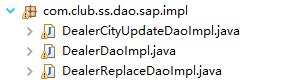 com.club.ss.dao.sap.impl
DealerCityUpdateDaoImpl.java
DealerDaoImpl.java
DealerReplaceDaoImpl.java